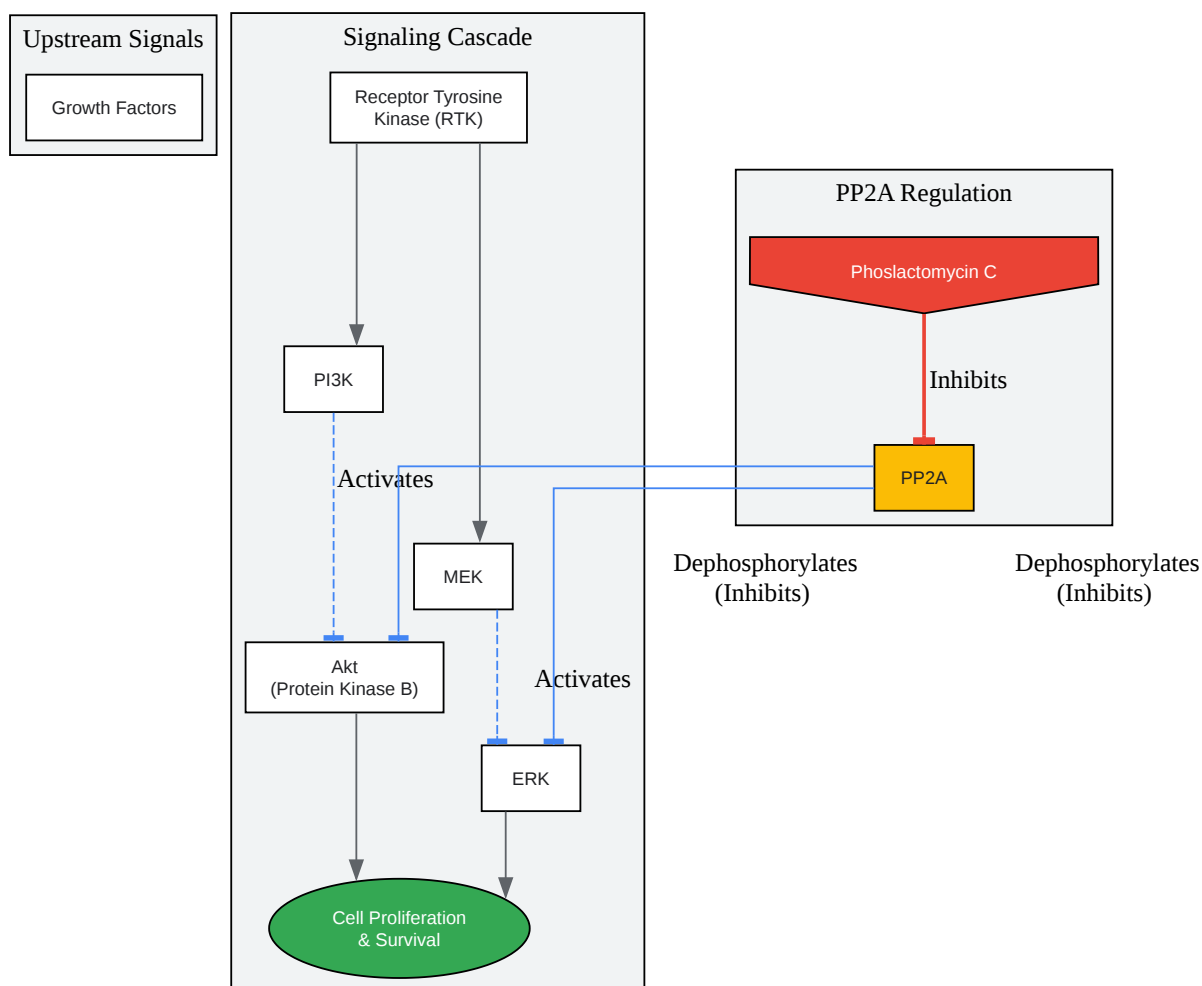 Upstream Signals
Growth Factors
Signaling Cascade
Receptor Tyrosine
Kinase (RTK)
PI3K
Activates
MEK
Akt
(Protein Kinase B)
Activates
ERK
Cell Proliferation
& Survival
PP2A Regulation
Phoslactomycin C
Inhibits
PP2A
Dephosphorylates
(Inhibits)
Dephosphorylates
(Inhibits)